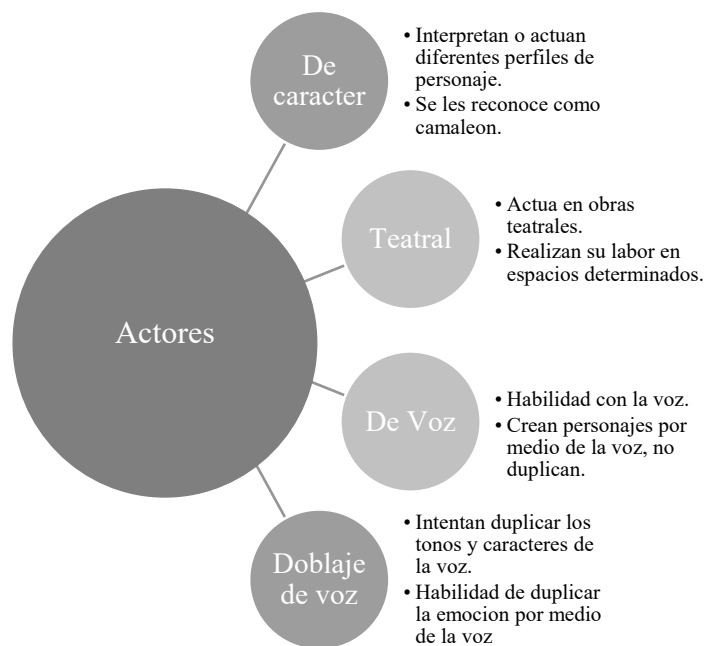 De
caracter
• Interpretan o actuan
diferentes perfiles de
personaje.
• Se les reconoce como
camaleon.
Teatral
• Actua en obras
teatrales.
• Realizan su labor en
espacios determinados.
Actores
De Voz
• Habilidad con la voz.
• Crean personajes por
medio de la voz, no
duplican.
Doblaje
de voz
• Intentan duplicar los
tonos y caracteres de
la voz.
• Habilidad de duplicar
la emocion por medio
de la voz